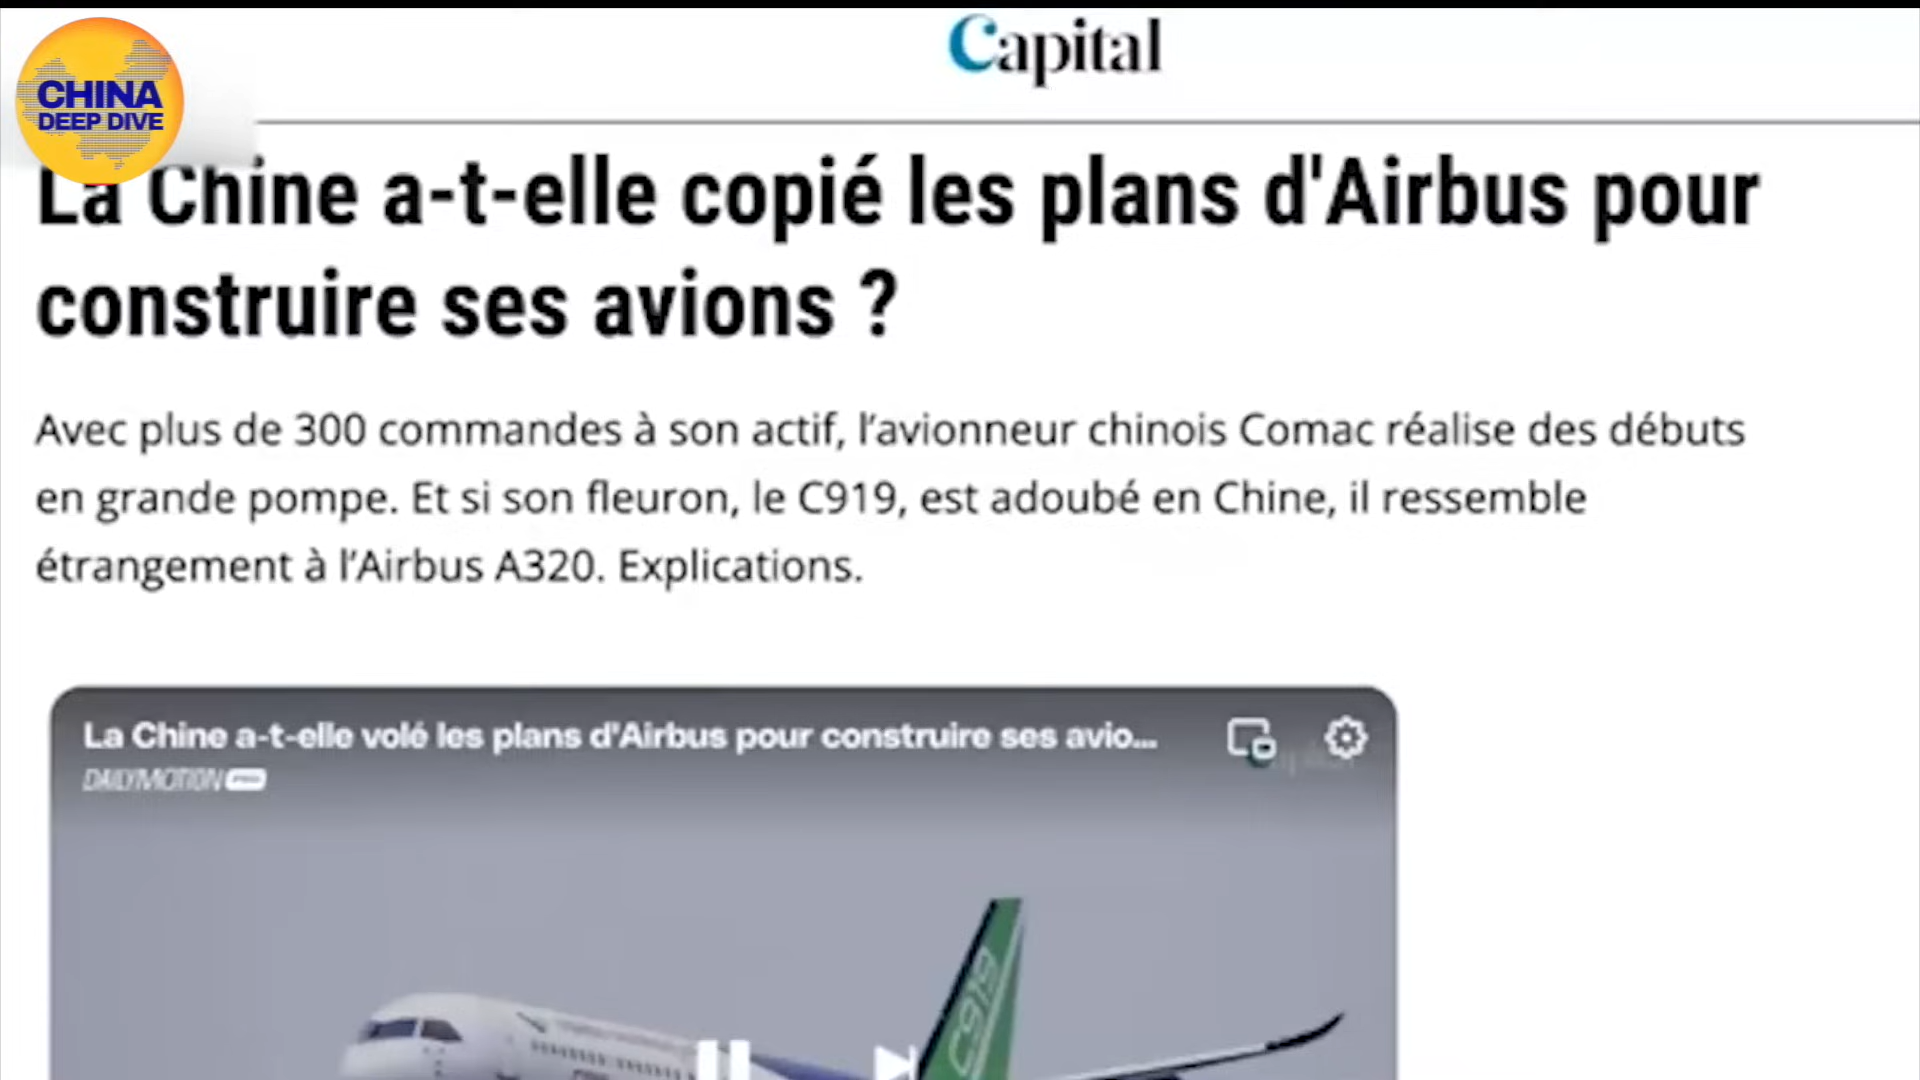 Capital
CHINA
DEEP DIVE
La Chine a-t-elle copié les plans d'Airbus pour
construire ses avions ?
Avec plus de 300 commandes à son actif, l’avionneur chinois Comac réalise des débuts
en grande pompe. Et si son fleuron, le C919, est adoubé en Chine, il ressemble
étrangement à l’Airbus A320. Explications.
La Chine a-t-elle volé les plans d'Airbus pour construire ses avio...
DAILYMOTION
C919